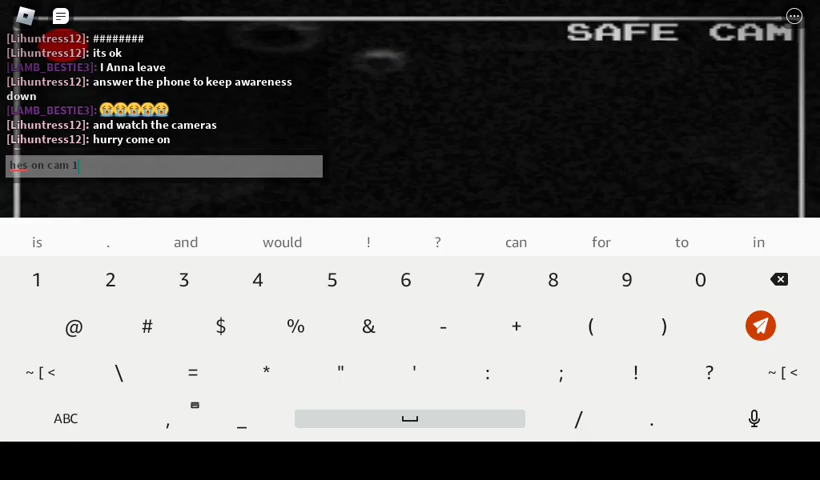 SAFE CAM
[Lihuntress12]: ########
[Lihuntress12]: its ok
[LAMB_BESTIE3]: I Anna leave
[Lihuntress12]: answer the phone to keep awareness
down
[LAMB_BESTIE3]: 😭😭😭😭😭
[Lihuntress12]: and watch the cameras
[Lihuntress12]: hurry come on
hes on cam 1
is . and would ! ? can for to in
1 2 3 4 5 6 7 8 9 0
@ # $ % & - + ( )
~ [ < \ = * " ' : ; ! ? ~ [ <
ABC , _ / .